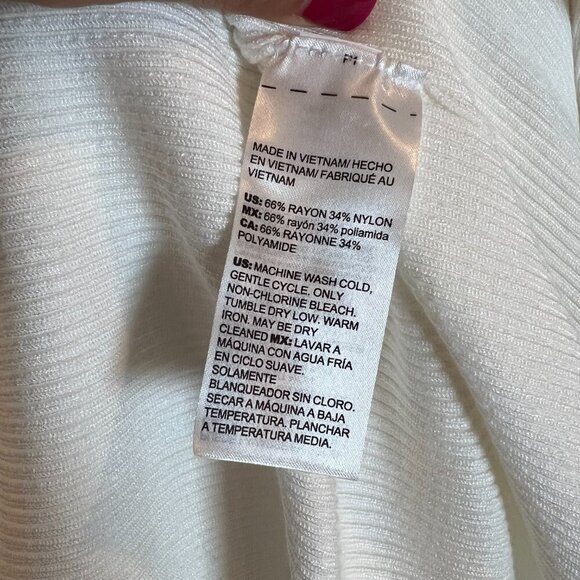 MADE IN VIETNAM/ HECHO
EN VIETNAM/ FABRIQUÉ AU
VIETNAM
US: 66% RAYON 34% NYLON
MX: 66% rayón 34% poliamida
CA: 66% RAYONNE 34%
POLYAMIDE
US: MACHINE WASH COLD,
GENTLE CYCLE. ONLY
NON-CHLORINE BLEACH.
TUMBLE DRY LOW. WARM
IRON. MAY BE DRY
CLEANED MX: LAVAR A
MÁQUINA CON AGUA FRÍA
EN CICLO SUAVE.
SOLAMENTE
BLANQUEADOR SIN CLORO.
SECAR A MÁQUINA A BAJA
TEMPERATURA. PLANCHAR
A TEMPERATURA MEDIA.